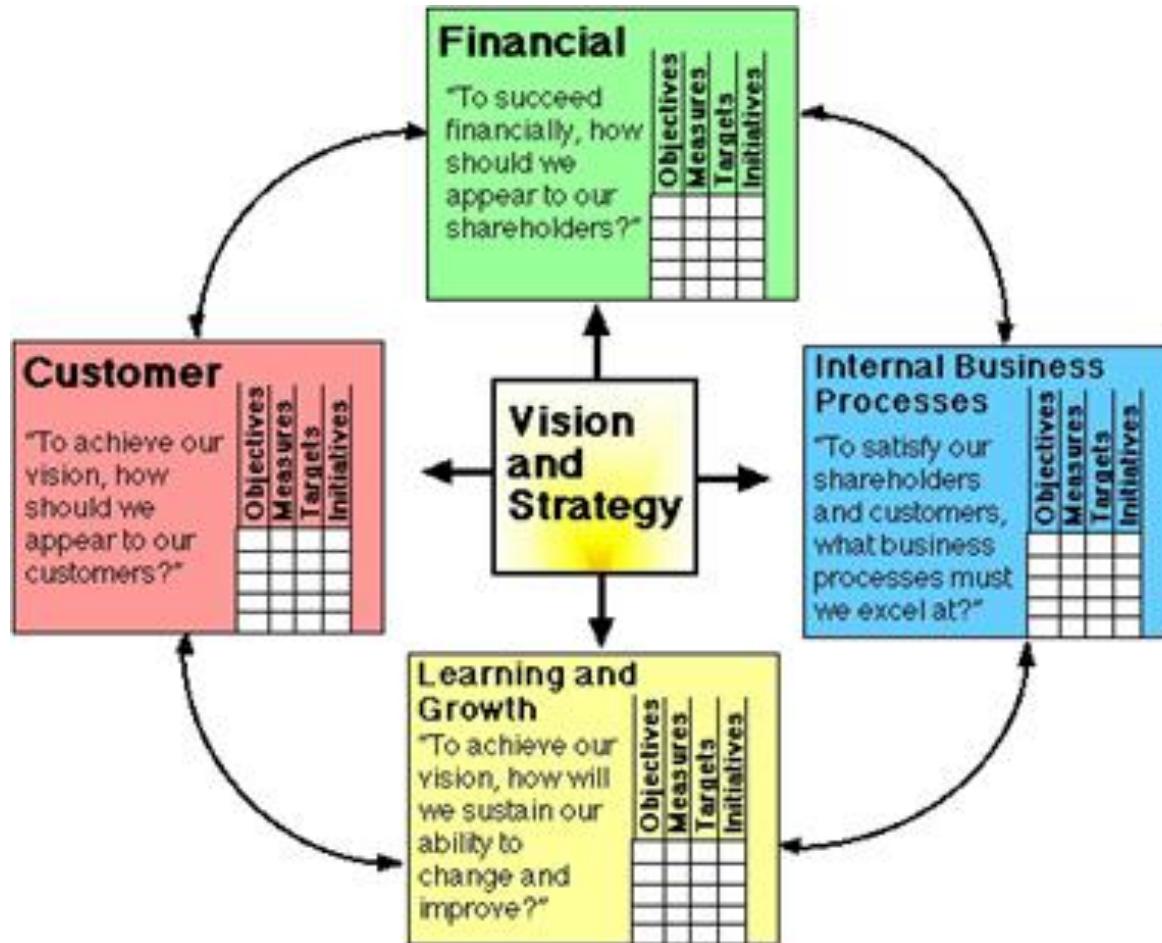 Financial
"To succeed
financially, how
should we
appear to our
shareholders?"
Objectives
Measures
Targets
Initiatives
Customer
"To achieve our
vision, how
should we
appear to our
customers?"
Objectives
Measures
Targets
Initiatives
Vision
and
Strategy
Internal Business
Processes
"To satisfy our
shareholders
and customers,
what business
processes must
we excel at?"
Objectives
Measures
Targets
Initiatives
Learning and
Growth
"To achieve our
vision, how will
we sustain our
ability to
change and
improve?"
Objectives
Measures
Targets
Initiatives